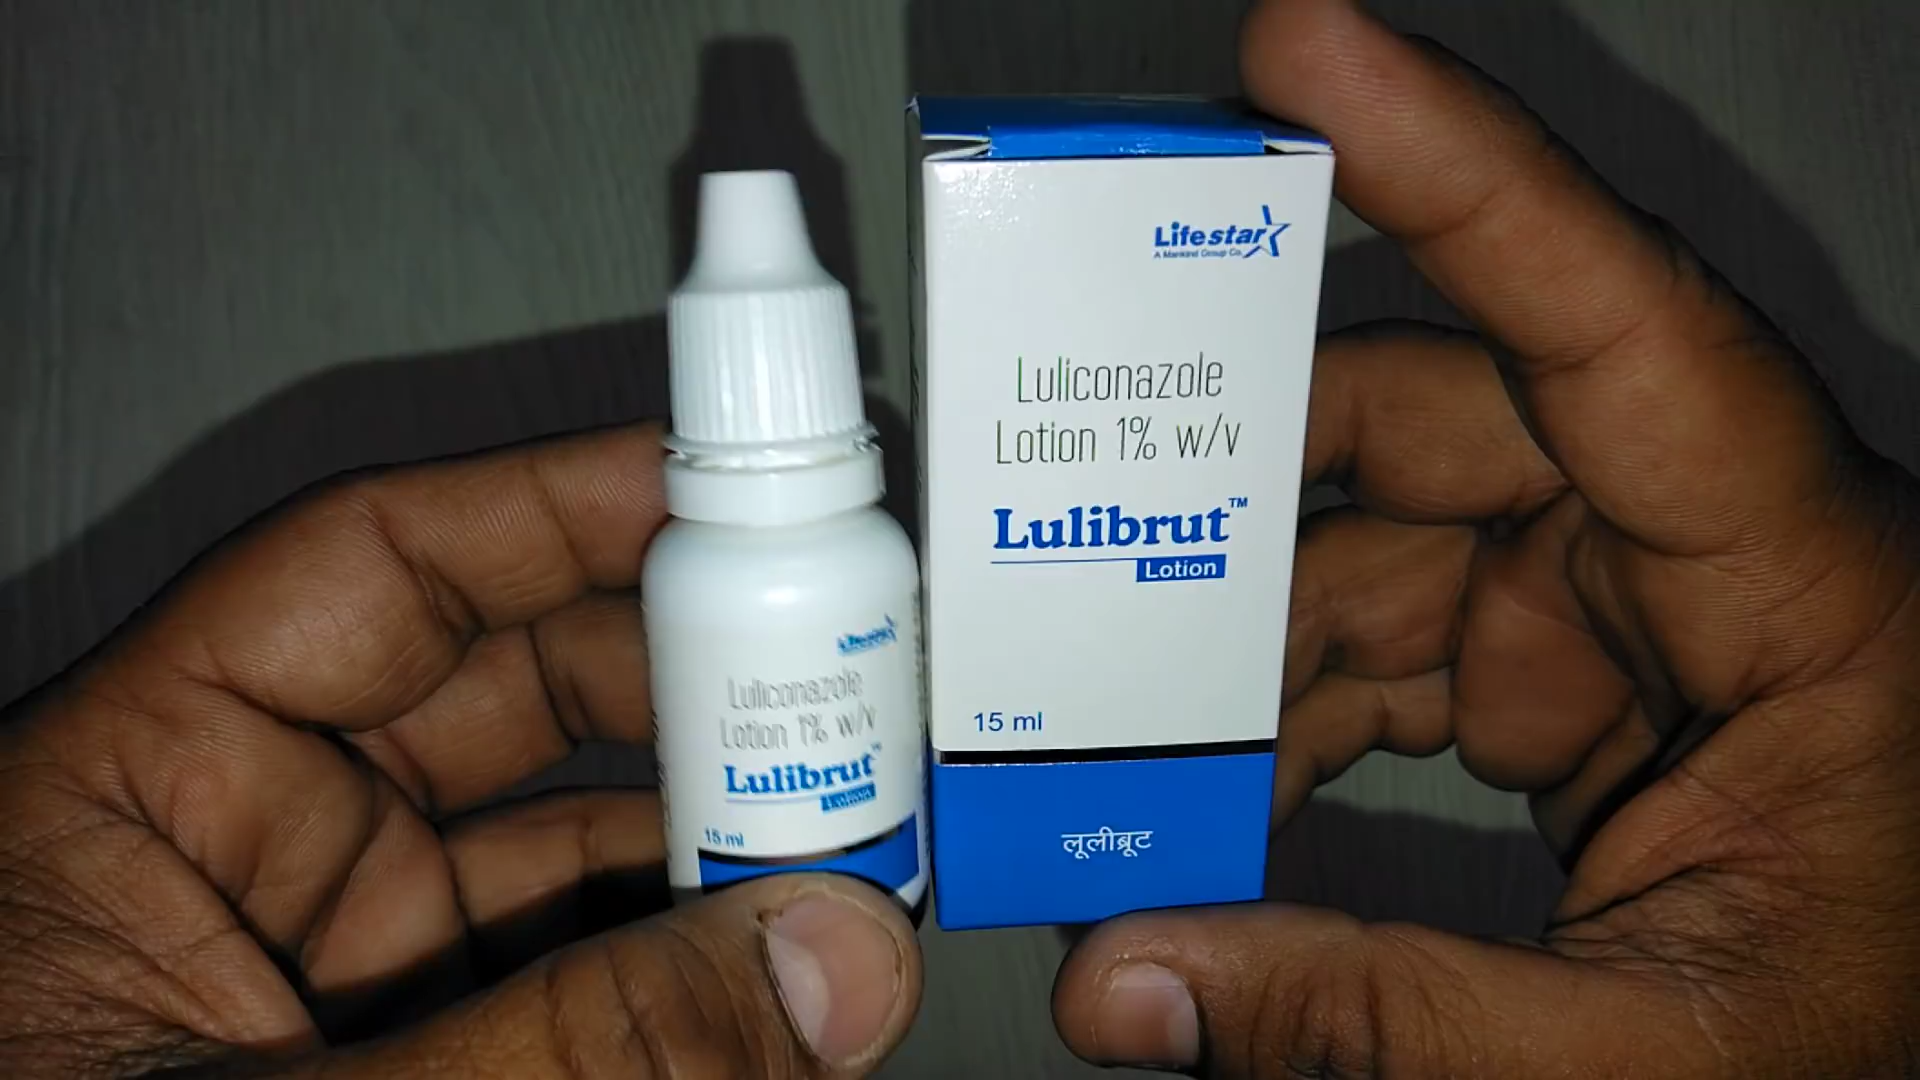 Lifestar
A Mankind Group Co.
Luliconazole
Lotion 1% w/v
Lulibrut™
Lotion
15 ml
लूलीब्रूट
Luliconazole
Lotion 1% w/v
Lulibrut™
Lotion
15 ml